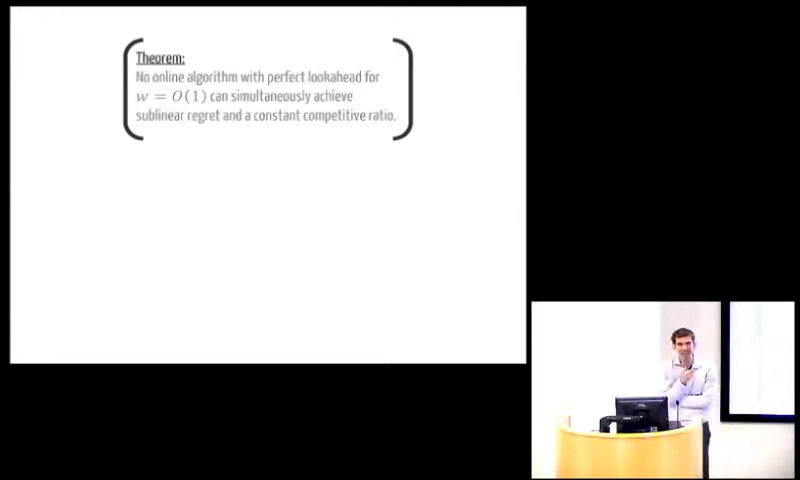 Theorem:
No online algorithm with perfect lookahead for
w = O(1) can simultaneously achieve
sublinear regret and a constant competitive ratio.